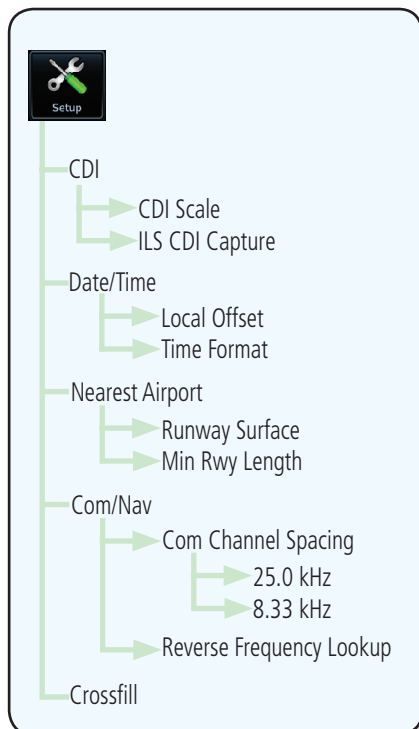 Setup
CDI
CDI Scale
ILS CDI Capture
Date/Time
Local Offset
Time Format
Nearest Airport
Runway Surface
Min Rwy Length
Com/Nav
Com Channel Spacing
25.0 kHz
8.33 kHz
Reverse Frequency Lookup
Crossfill